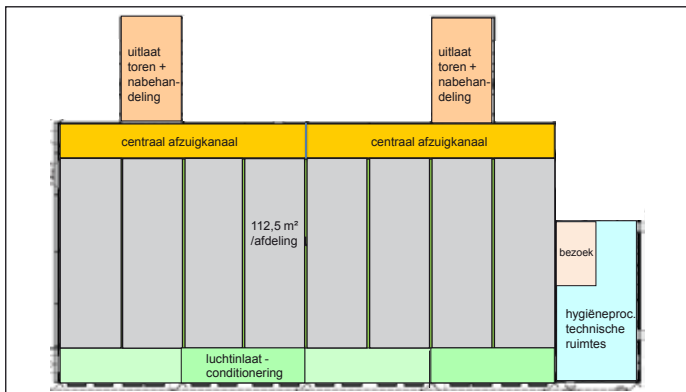 uitlaat
toren +
nabehan-
deling
uitlaat
toren +
nabehan-
deling
centraal afzuigkanaal
centraal afzuigkanaal
112,5 m²
/afdeling
bezoek
hygiëneproc.
technische
ruimtes
luchtinlaat -
conditionering